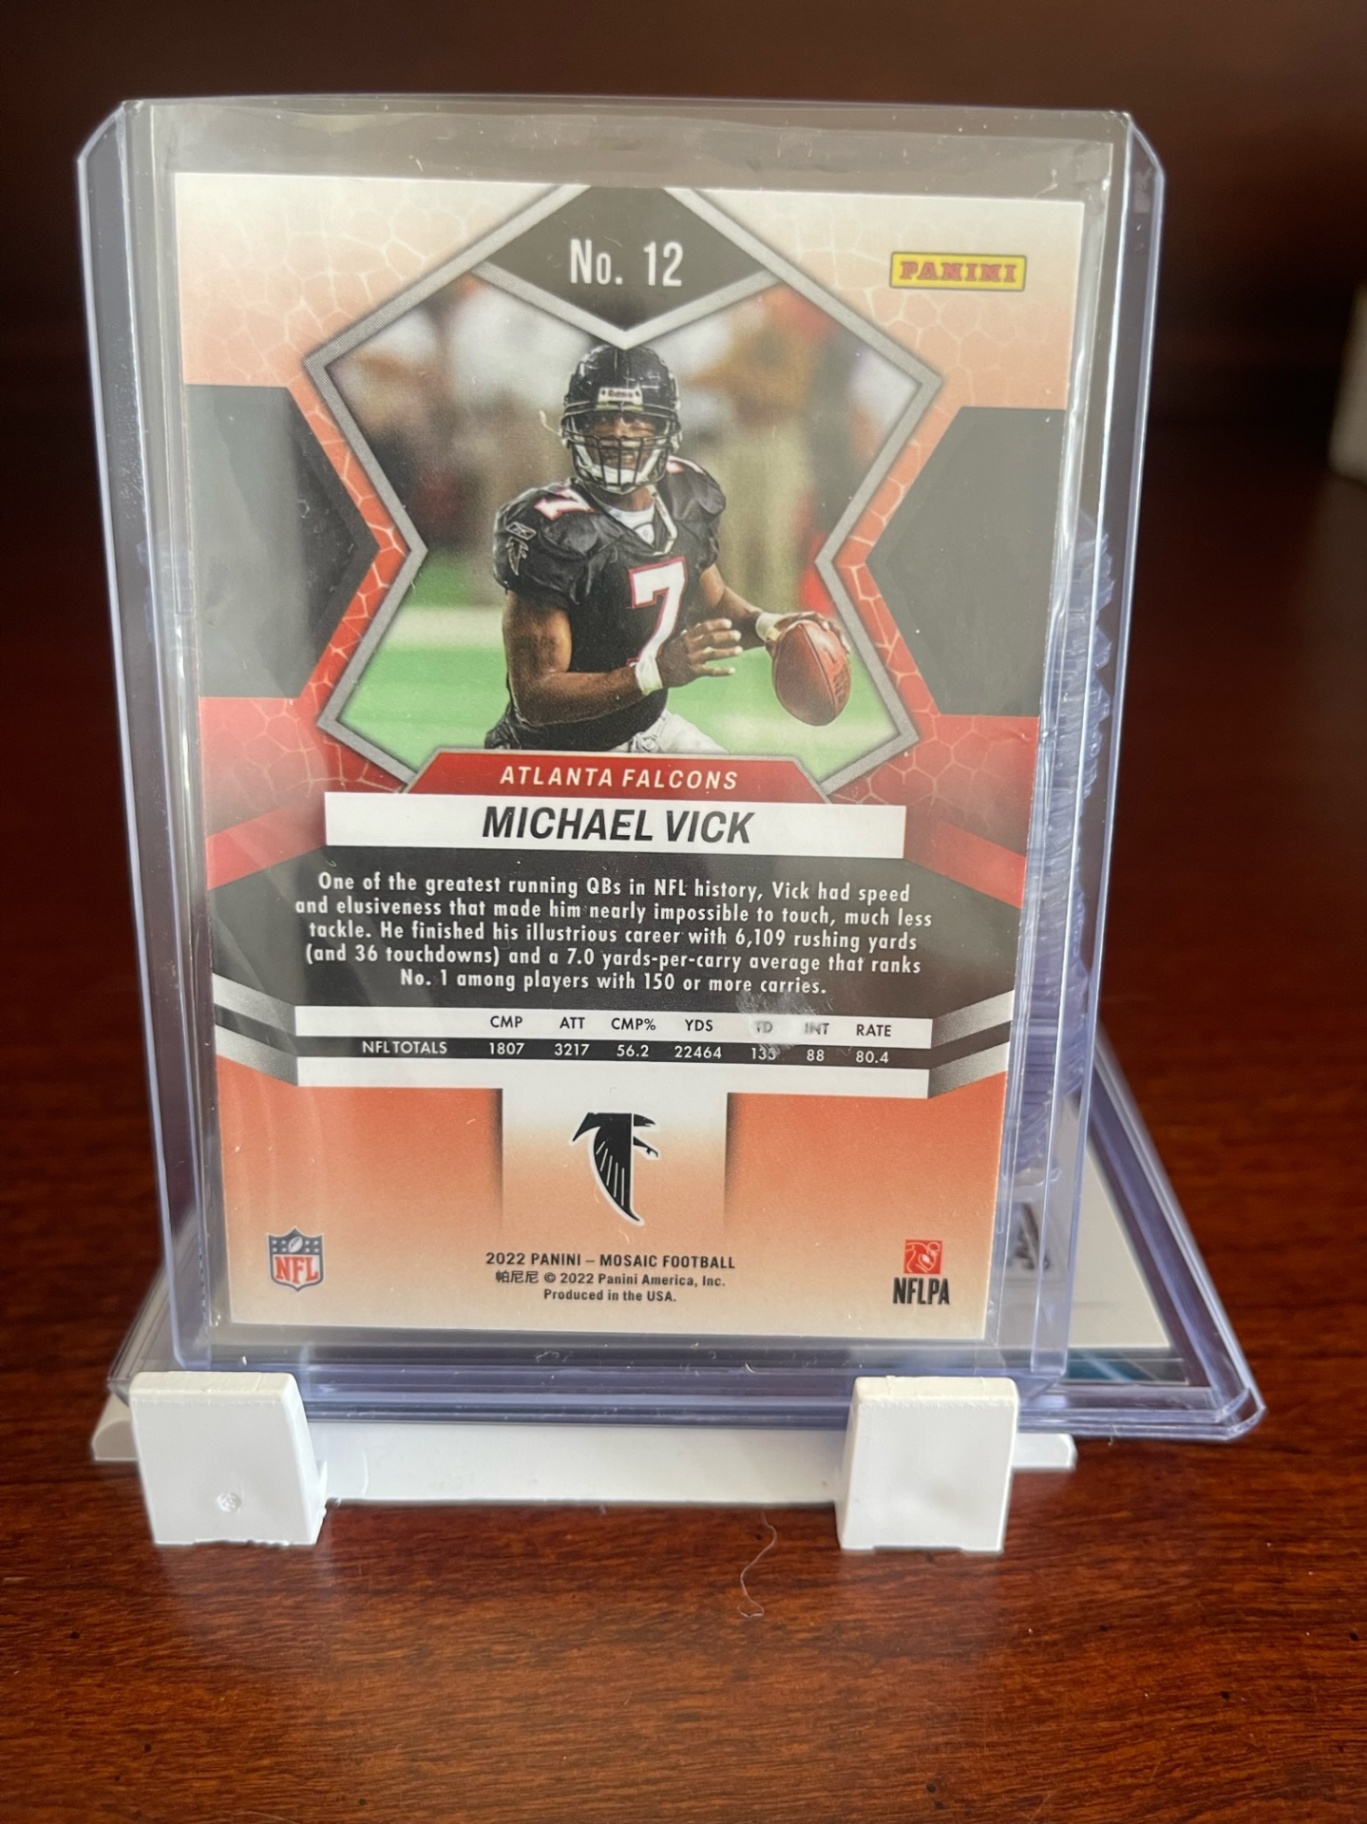 No. 12
PANINI
7
7
ATLANTA FALCONS
MICHAEL VICK
One of the greatest running QBs in NFL history, Vick had speed
and elusiveness that made him nearly impossible to touch, much less
tackle. He finished his illustrious career with 6,109 rushing yards
(and 36 touchdowns) and a 7.0 yards-per-carry average that ranks
No. 1 among players with 150 or more carries.
CMP ATT CMP% YDS TD INT RATE
NFL TOTALS 1807 3217 56.2 22464 133 88 80.4
NFL
2022 PANINI – MOSAIC FOOTBALL
帕尼尼 © 2022 Panini America, Inc.
Produced in the USA.
NFLPA